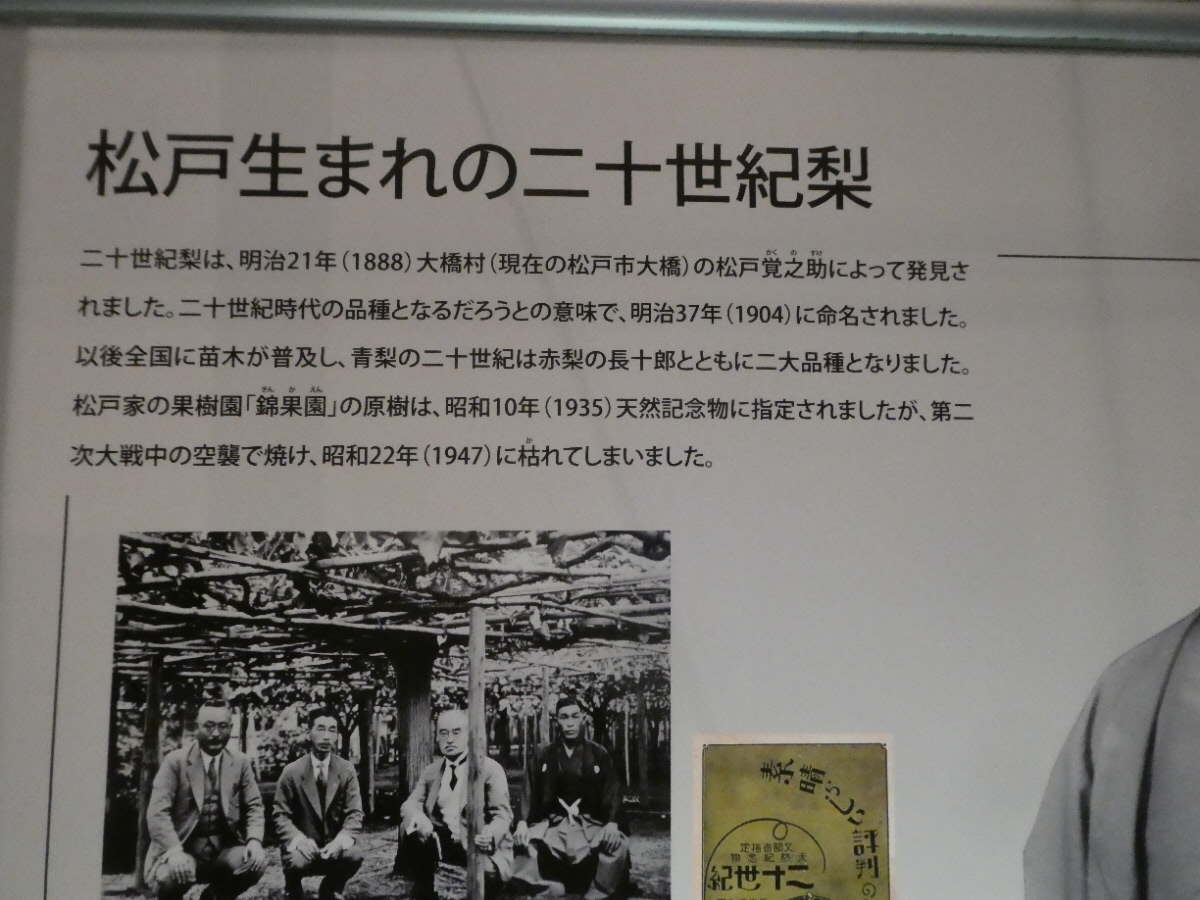 松戸生まれの二十世紀梨
二十世紀梨は、明治21年（1888）大橋村（現在の松戸市大橋）の松戸覚之助によって発見さ
れました。二十世紀時代の品種となるだろうとの意味で、明治37年（1904）に命名されました。
以後全国に苗木が普及し、青梨の二十世紀は赤梨の長十郎とともに二大品種となりました。
松戸家の果樹園「錦果園」の原樹は、昭和10年（1935）天然記念物に指定されましたが、第二
次大戦中の空襲で焼け、昭和22年（1947）に枯れてしまいました。
素晴らしい評判の
文部省指定
天然紀念物
二十世紀